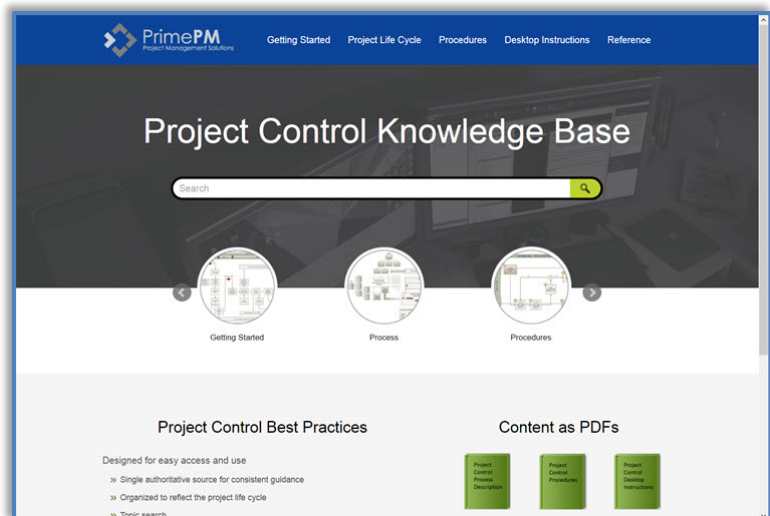 PrimePM
Project Management Solutions
Getting Started
Project Life Cycle
Procedures
Desktop Instructions
Reference
Project Control Knowledge Base
Search
Getting Started
Process
Procedures
Project Control Best Practices
Designed for easy access and use
» Single authoritative source for consistent guidance
» Organized to reflect the project life cycle
» Topic search
Content as PDFs
Project
Control
Process
Description
Project
Control
Procedures
Project
Control
Desktop
Instructions